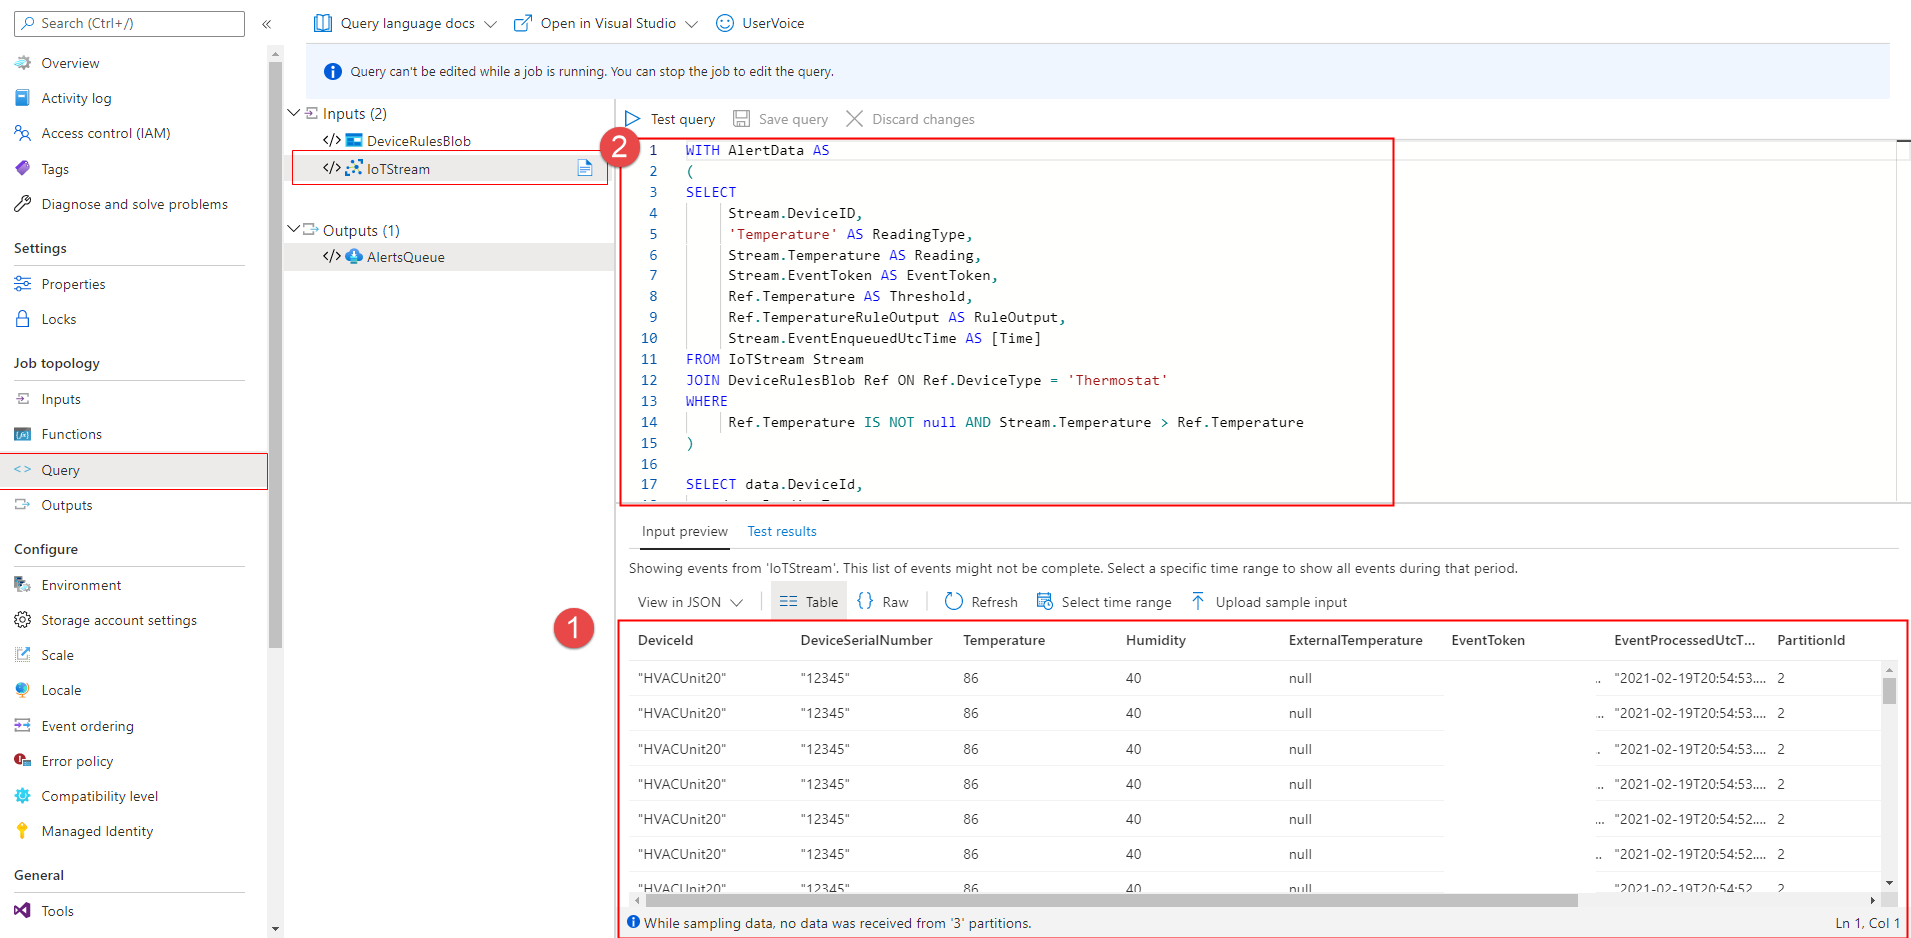 Search (Ctrl+/)
«
Overview
Activity log
Access control (IAM)
Tags
Diagnose and solve problems
Settings
Properties
Locks
Job topology
Inputs
Functions
Query
Outputs
Configure
Environment
Storage account settings
Scale
Locale
Event ordering
Error policy
Compatibility level
Managed Identity
General
Tools
Query language docs
Open in Visual Studio
UserVoice
Query can't be edited while a job is running. You can stop the job to edit the query.
Inputs (2)
</> DeviceRulesBlob
</> IoTStream
Outputs (1)
</> AlertsQueue
Test query
Save query
Discard changes
2
1 WITH AlertData AS
2 (
3 SELECT
4 Stream.DeviceID,
5 'Temperature' AS ReadingType,
6 Stream.Temperature AS Reading,
7 Stream.EventToken AS EventToken,
8 Ref.Temperature AS Threshold,
9 Ref.TemperatureRuleOutput AS RuleOutput,
10 Stream.EventEnqueuedUtcTime AS [Time]
11 FROM IoTStream Stream
12 JOIN DeviceRulesBlob Ref ON Ref.DeviceType = 'Thermostat'
13 WHERE
14 Ref.Temperature IS NOT null AND Stream.Temperature > Ref.Temperature
15 )
16
17 SELECT data.DeviceId,
Input preview Test results
Showing events from 'IoTStream'. This list of events might not be complete. Select a specific time range to show all events during that period.
View in JSON Table {} Raw Refresh Select time range Upload sample input
1
DeviceId DeviceSerialNumber Temperature Humidity ExternalTemperature EventToken EventProcessedUtcT... PartitionId
"HVACUnit20" "12345" 86 40 null .. "2021-02-19T20:54:53.... 2
"HVACUnit20" "12345" 86 40 null ... "2021-02-19T20:54:53.... 2
"HVACUnit20" "12345" 86 40 null . "2021-02-19T20:54:53.... 2
"HVACUnit20" "12345" 86 40 null .. "2021-02-19T20:54:53.... 2
"HVACUnit20" "12345" 86 40 null ... "2021-02-19T20:54:52.... 2
"HVACUnit20" "12345" 86 40 null .. "2021-02-19T20:54:52.... 2
"HVACUnit20" "12345" 86 40 null "2021-02-19T20:54:52 2
While sampling data, no data was received from '3' partitions.
Ln 1, Col 1